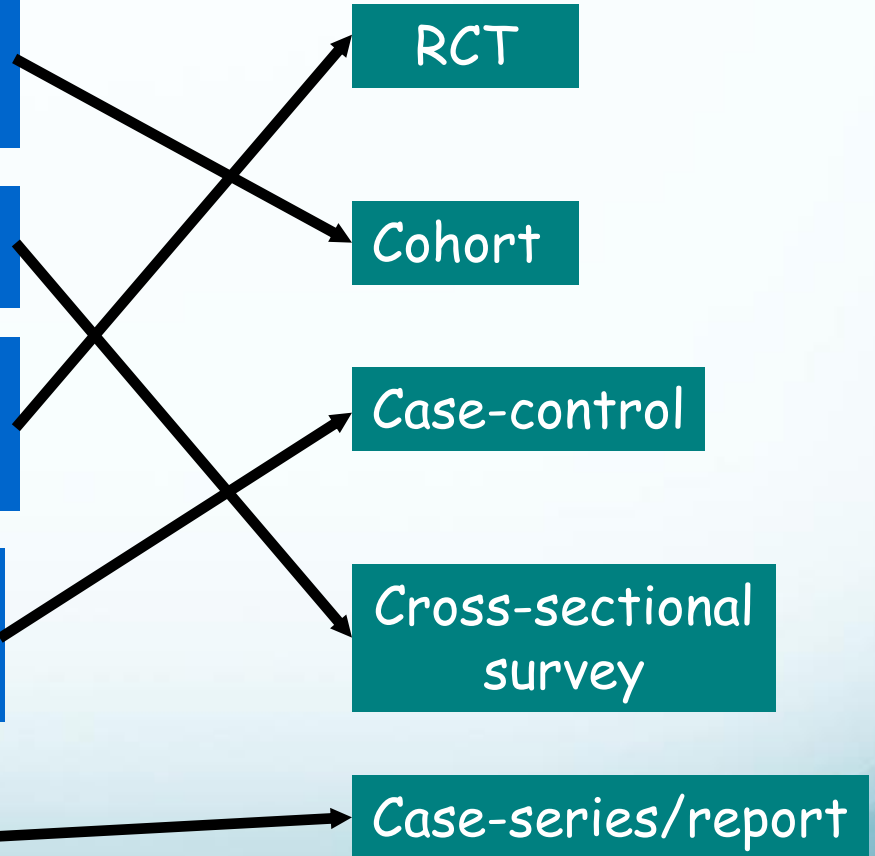 RCT
Cohort
Case-control
Cross-sectional
survey
Case-series/report